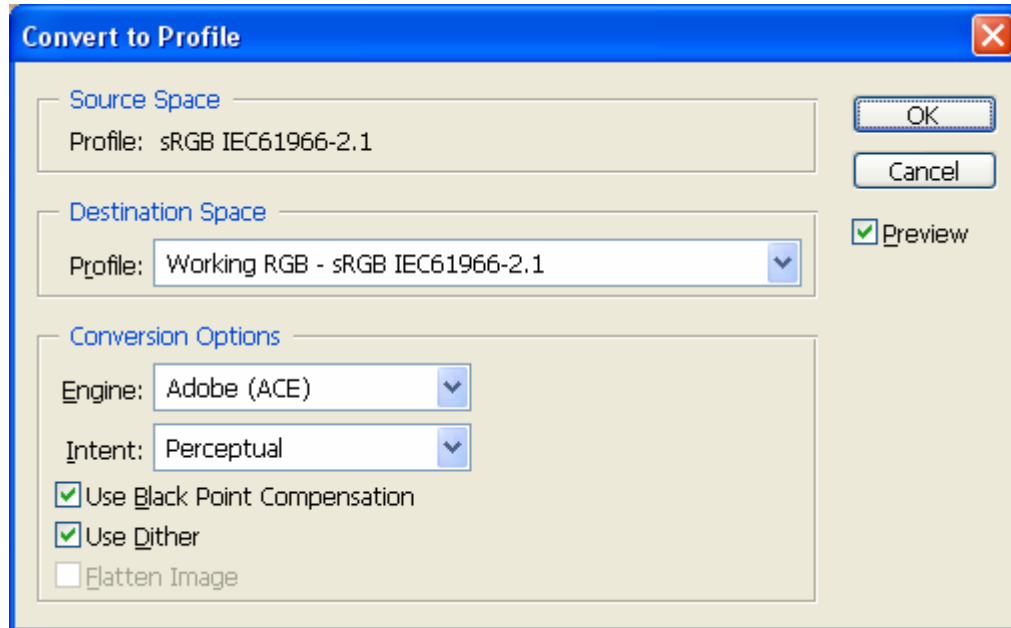 Convert to Profile
Source Space
Profile: sRGB IEC61966-2.1
OK
Cancel
Preview
Destination Space
Profile: Working RGB - sRGB IEC61966-2.1
Conversion Options
Engine: Adobe (ACE)
Intent: Perceptual
Use Black Point Compensation
Use Dither
Flatten Image